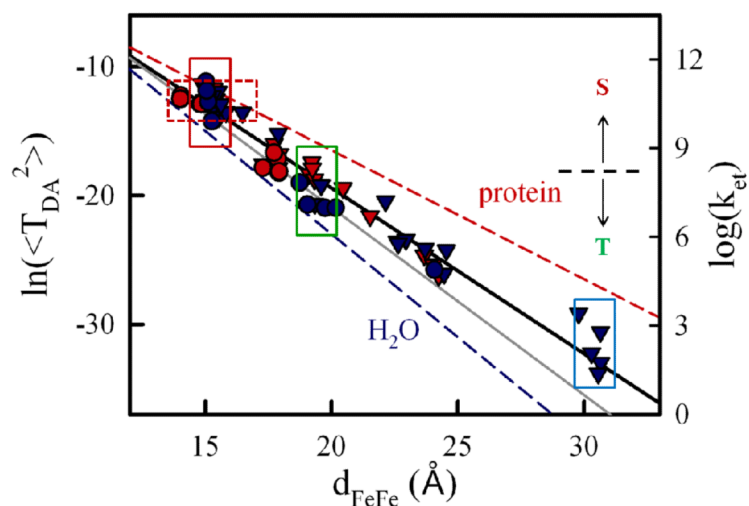 ln(<T_DA^2>)
-10
-20
-30
15
20
25
30
d_FeFe (Å)
12
9
6
3
0
log(k_et)
S
protein
T
H₂O